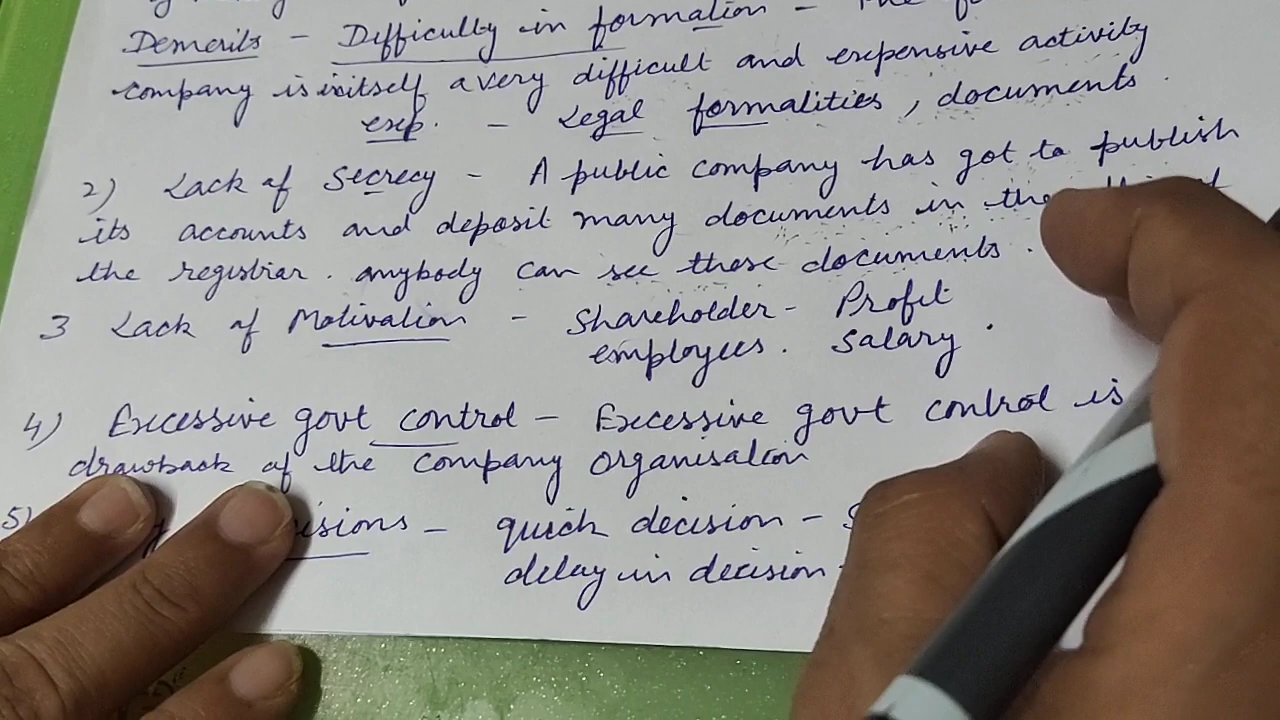 Demerits - Difficulty in formation - The
company is initself a very difficult and expensive activity
exp. - Legal formalities, documents.
2) Lack of Secrecy - A public company has got to publish
its accounts and deposit many documents in the
the registrar. anybody can see these documents.
3 Lack of Motivation - Shareholder - Profit
employees. Salary.
4) Excessive govt control - Excessive govt control is
drawback of the company organisation
5) - quick decision -
delay in decision